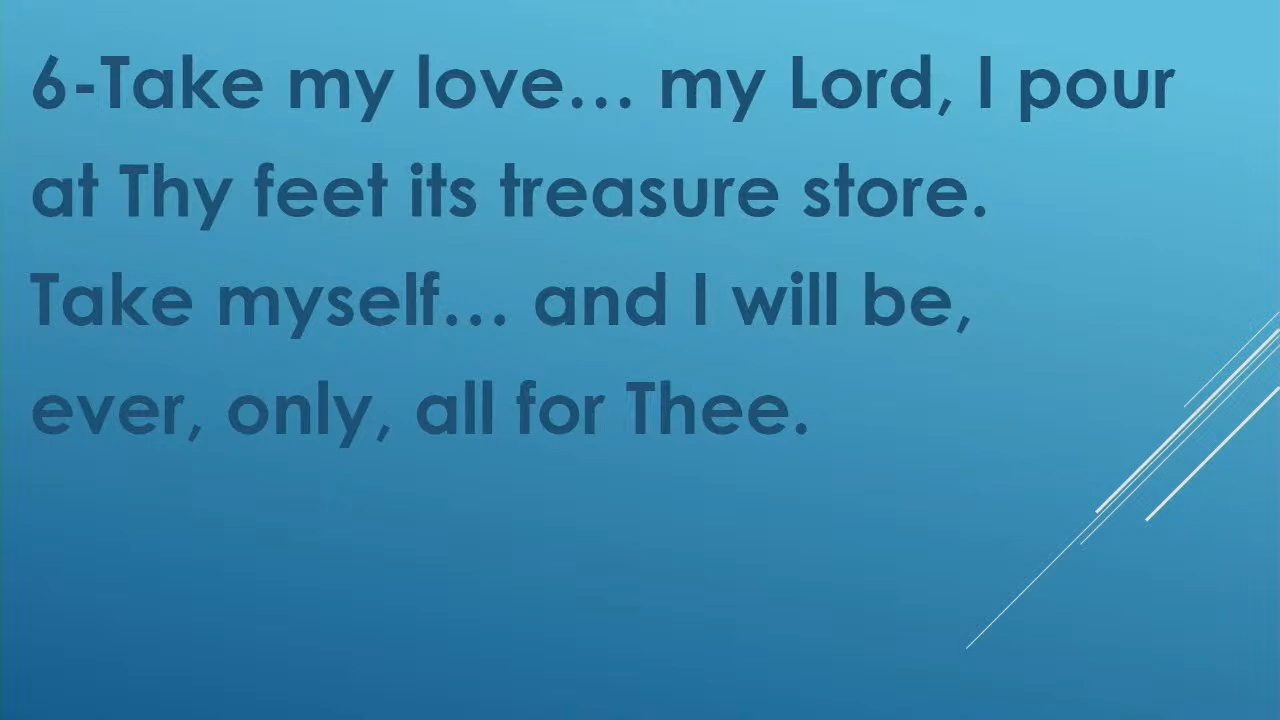 6-Take my love... my Lord, I pour
at Thy feet its treasure store.
Take myself... and I will be,
ever, only, all for Thee.